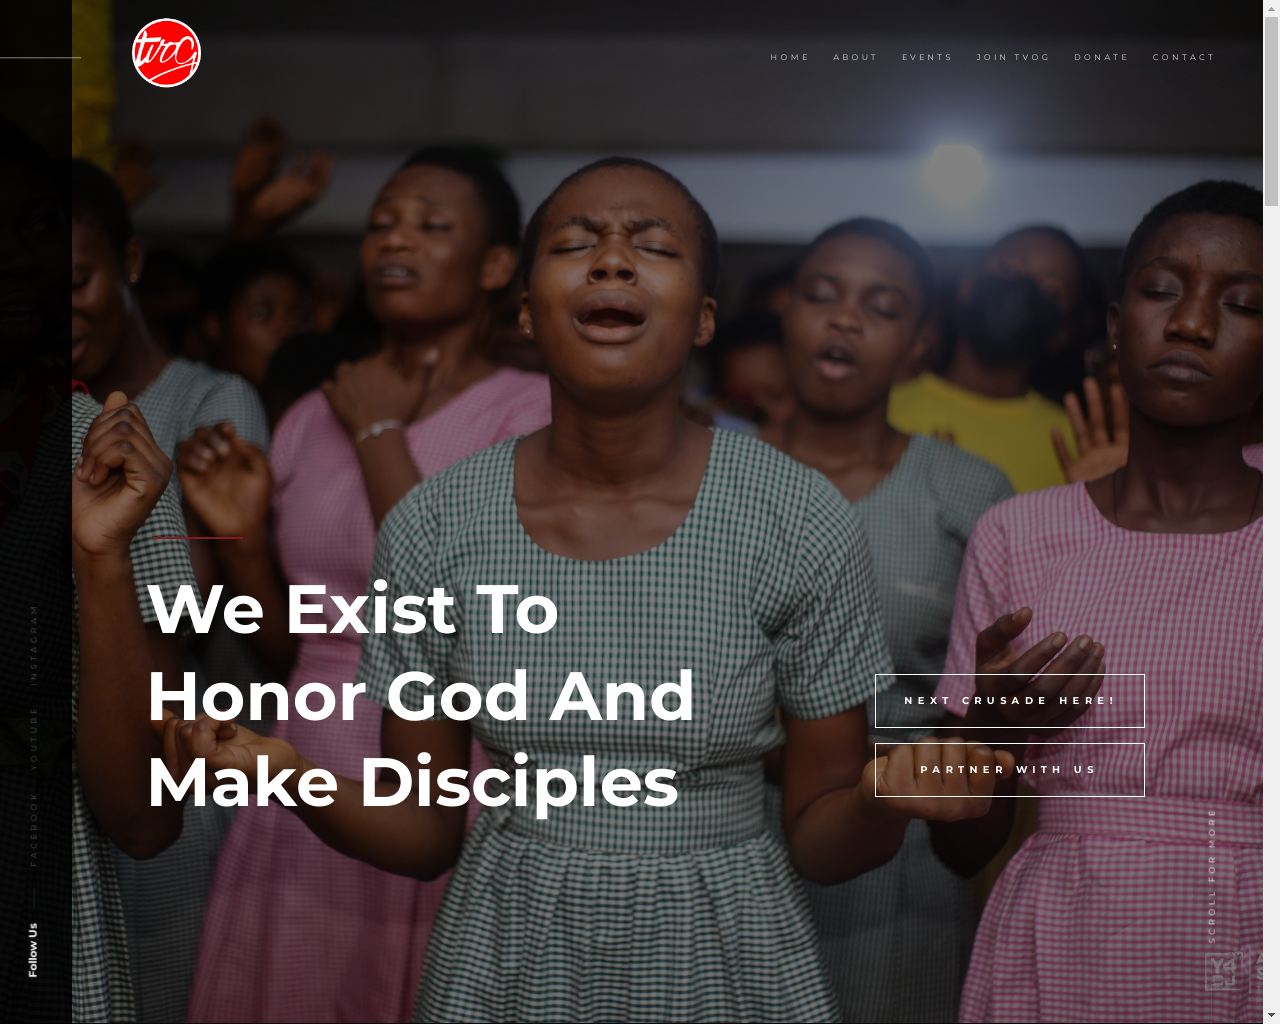 tvoG
HOME ABOUT EVENTS JOIN TVOG DONATE CONTACT
We Exist To
Honor God And
Make Disciples
NEXT CRUSADE HERE!
PARTNER WITH US
Follow Us
FACEBOOK YOUTUBE INSTAGRAM
SCROLL FOR MORE